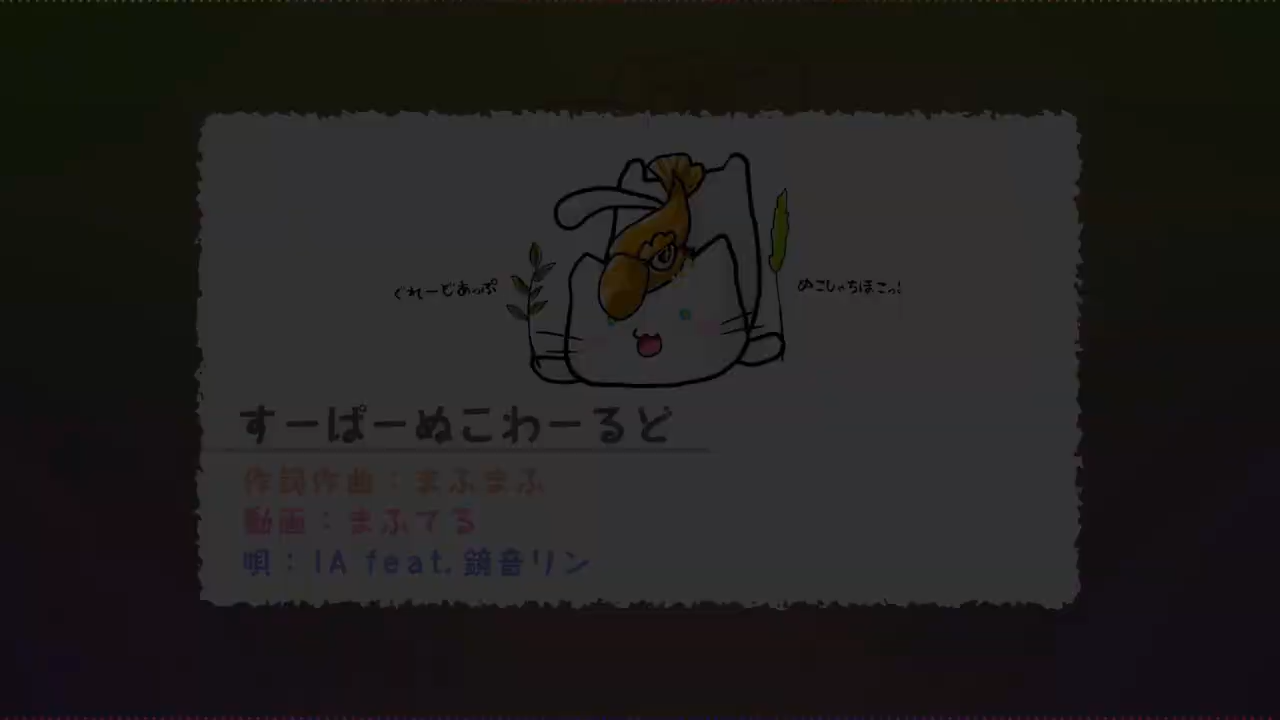 ぐれーどあっぷ
ぬこしゃちほこっ!
すーぱーぬこわーるど
作詞作曲：まふまふ
動画：まふてる
唄：IA feat.鏡音リン